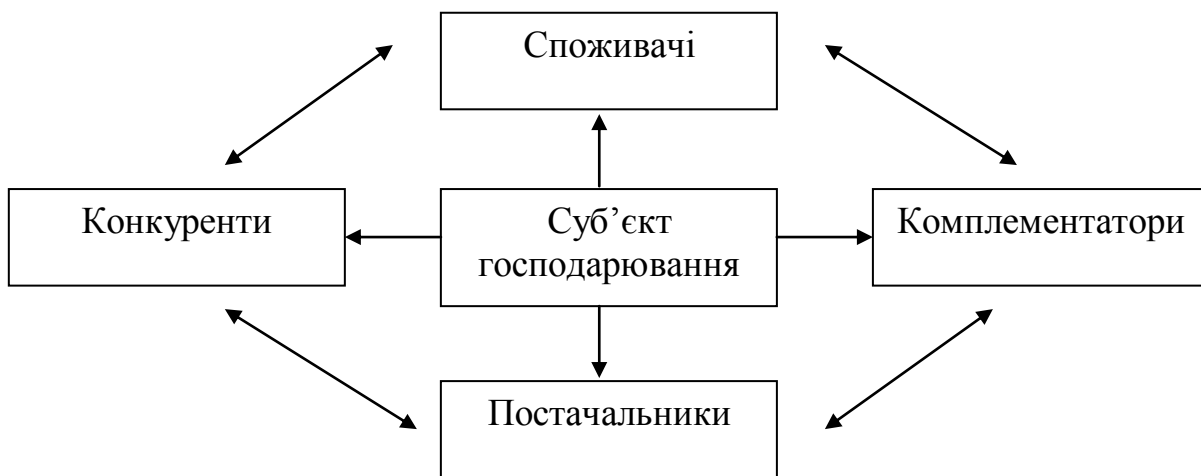 Споживачі
Конкуренти
Суб’єкт
господарювання
Комплементатори
Постачальники